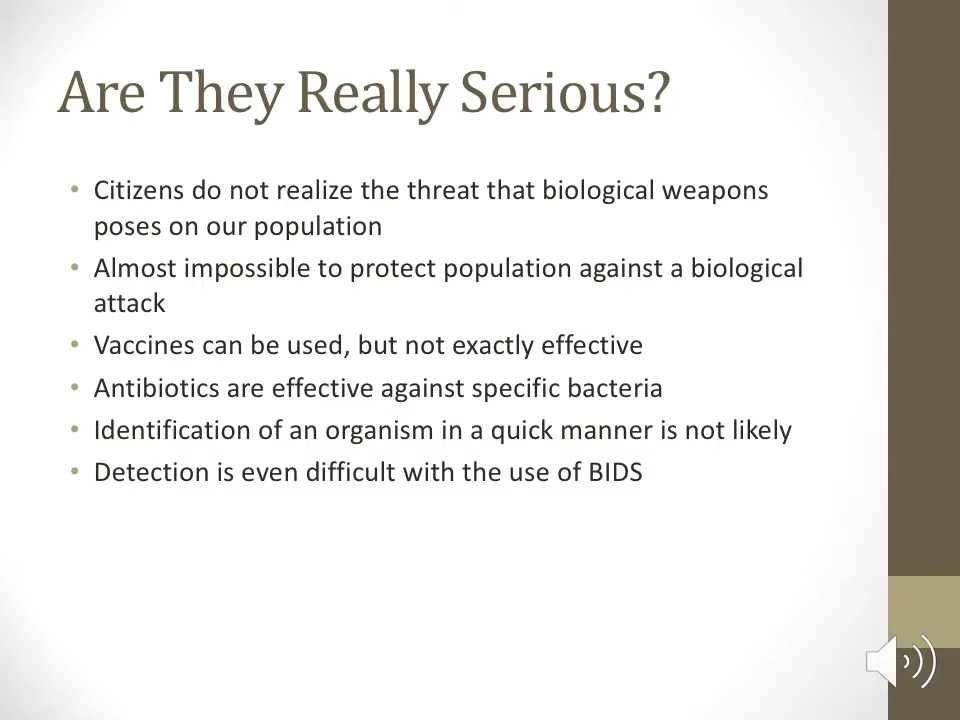 Are They Really Serious?
• Citizens do not realize the threat that biological weapons
poses on our population
• Almost impossible to protect population against a biological
attack
• Vaccines can be used, but not exactly effective
• Antibiotics are effective against specific bacteria
• Identification of an organism in a quick manner is not likely
• Detection is even difficult with the use of BIDS